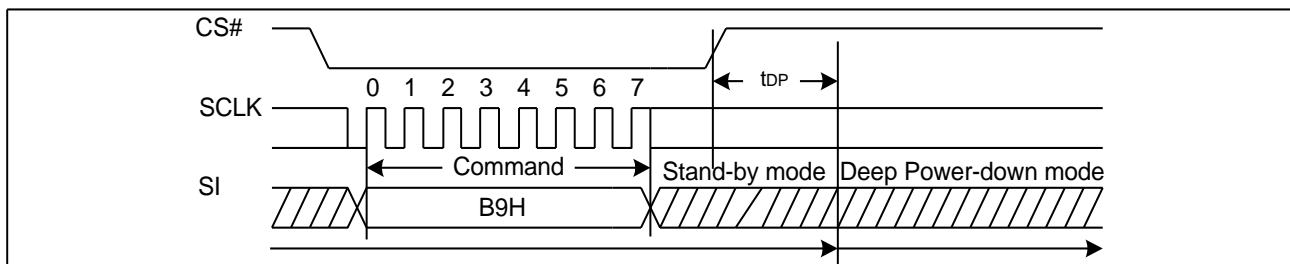 CS#
tDP
0 1 2 3 4 5 6 7
SCLK
Command
Stand-by mode Deep Power-down mode
SI
B9H